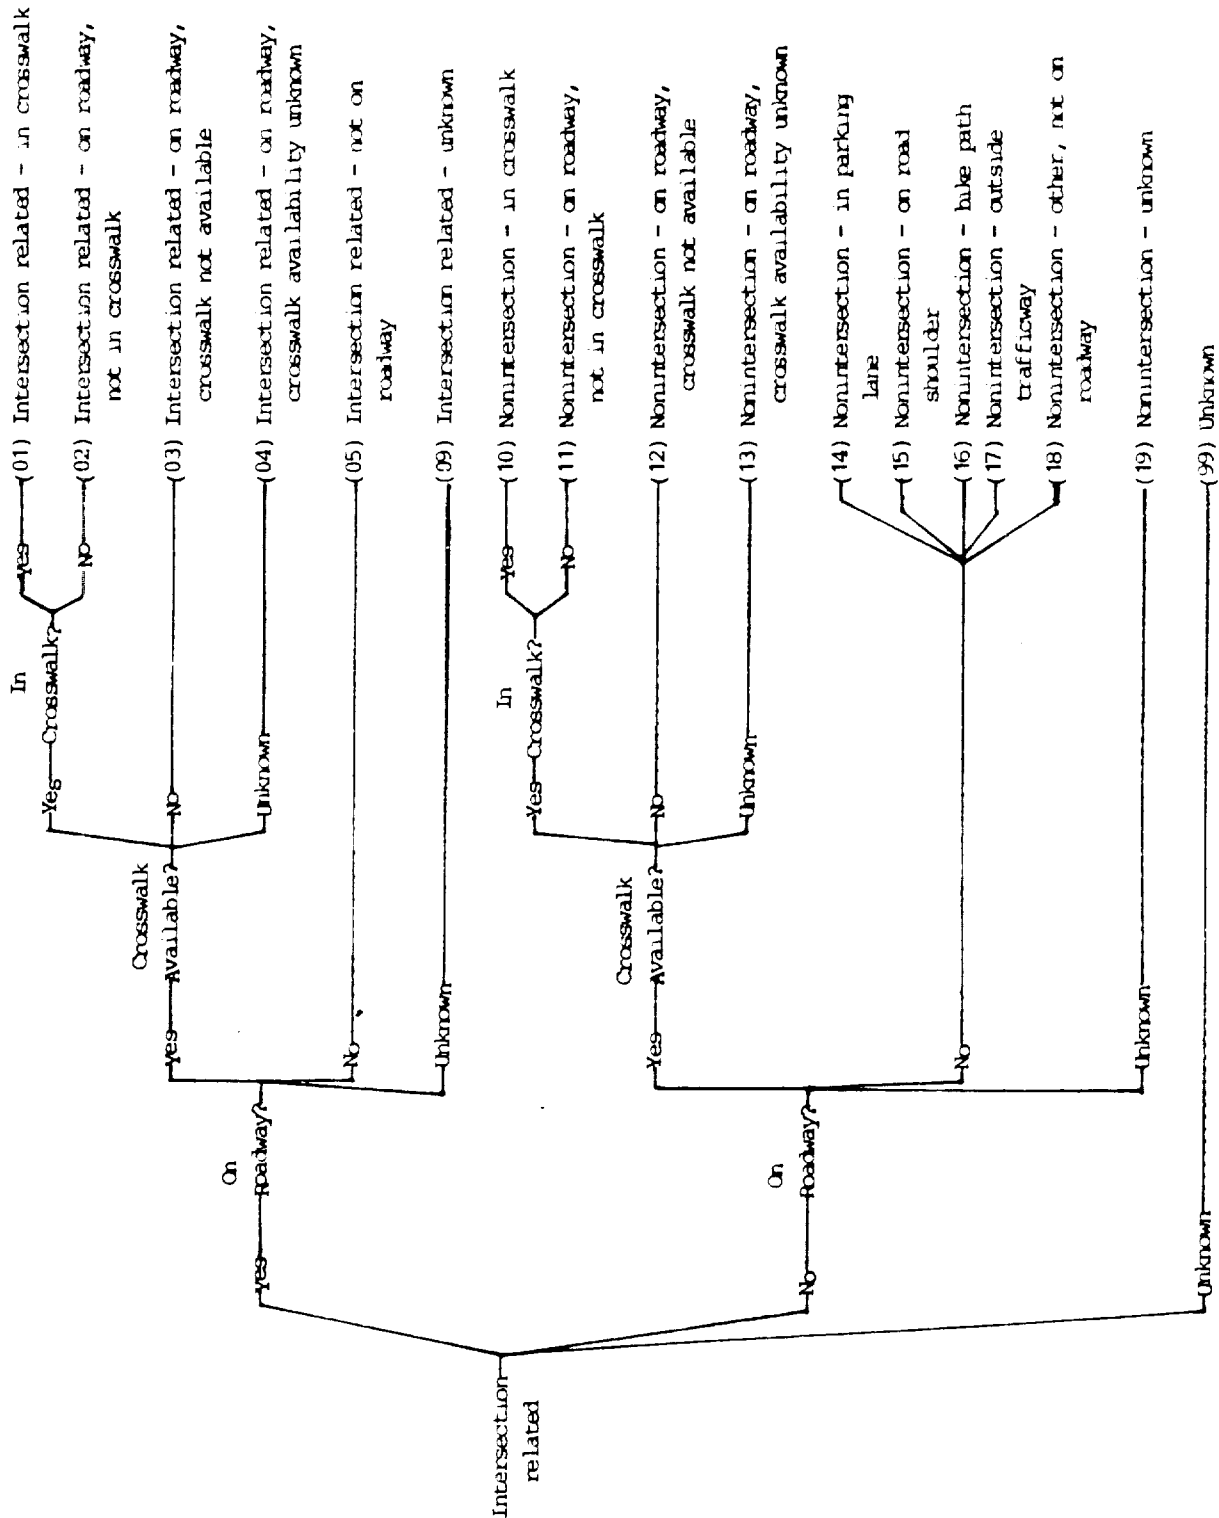 Intersection
related
Yes
No
Unknown
On
Roadway?
Yes
No
Unknown
Crosswalk
Available?
Yes
No
Unknown
In
Crosswalk?
Yes
No
(01) Intersection related - in crosswalk
(02) Intersection related - on roadway,
not in crosswalk
(03) Intersection related - on roadway,
crosswalk not available
(04) Intersection related - on roadway,
crosswalk availability unknown
(05) Intersection related - not on
roadway
(09) Intersection related - unknown
On
Roadway?
Yes
No
Unknown
Crosswalk
Available?
Yes
No
Unknown
In
Crosswalk?
Yes
No
(10) Nonintersection - in crosswalk
(11) Nonintersection - on roadway,
not in crosswalk
(12) Nonintersection - on roadway,
crosswalk not available
(13) Nonintersection - on roadway,
crosswalk availability unknown
(14) Nonintersection - in parking
lane
(15) Nonintersection - on road
shoulder
(16) Nonintersection - bike path
(17) Nonintersection - outside
trafficway
(18) Nonintersection - other, not on
roadway
(19) Nonintersection - unknown
(99) Unknown